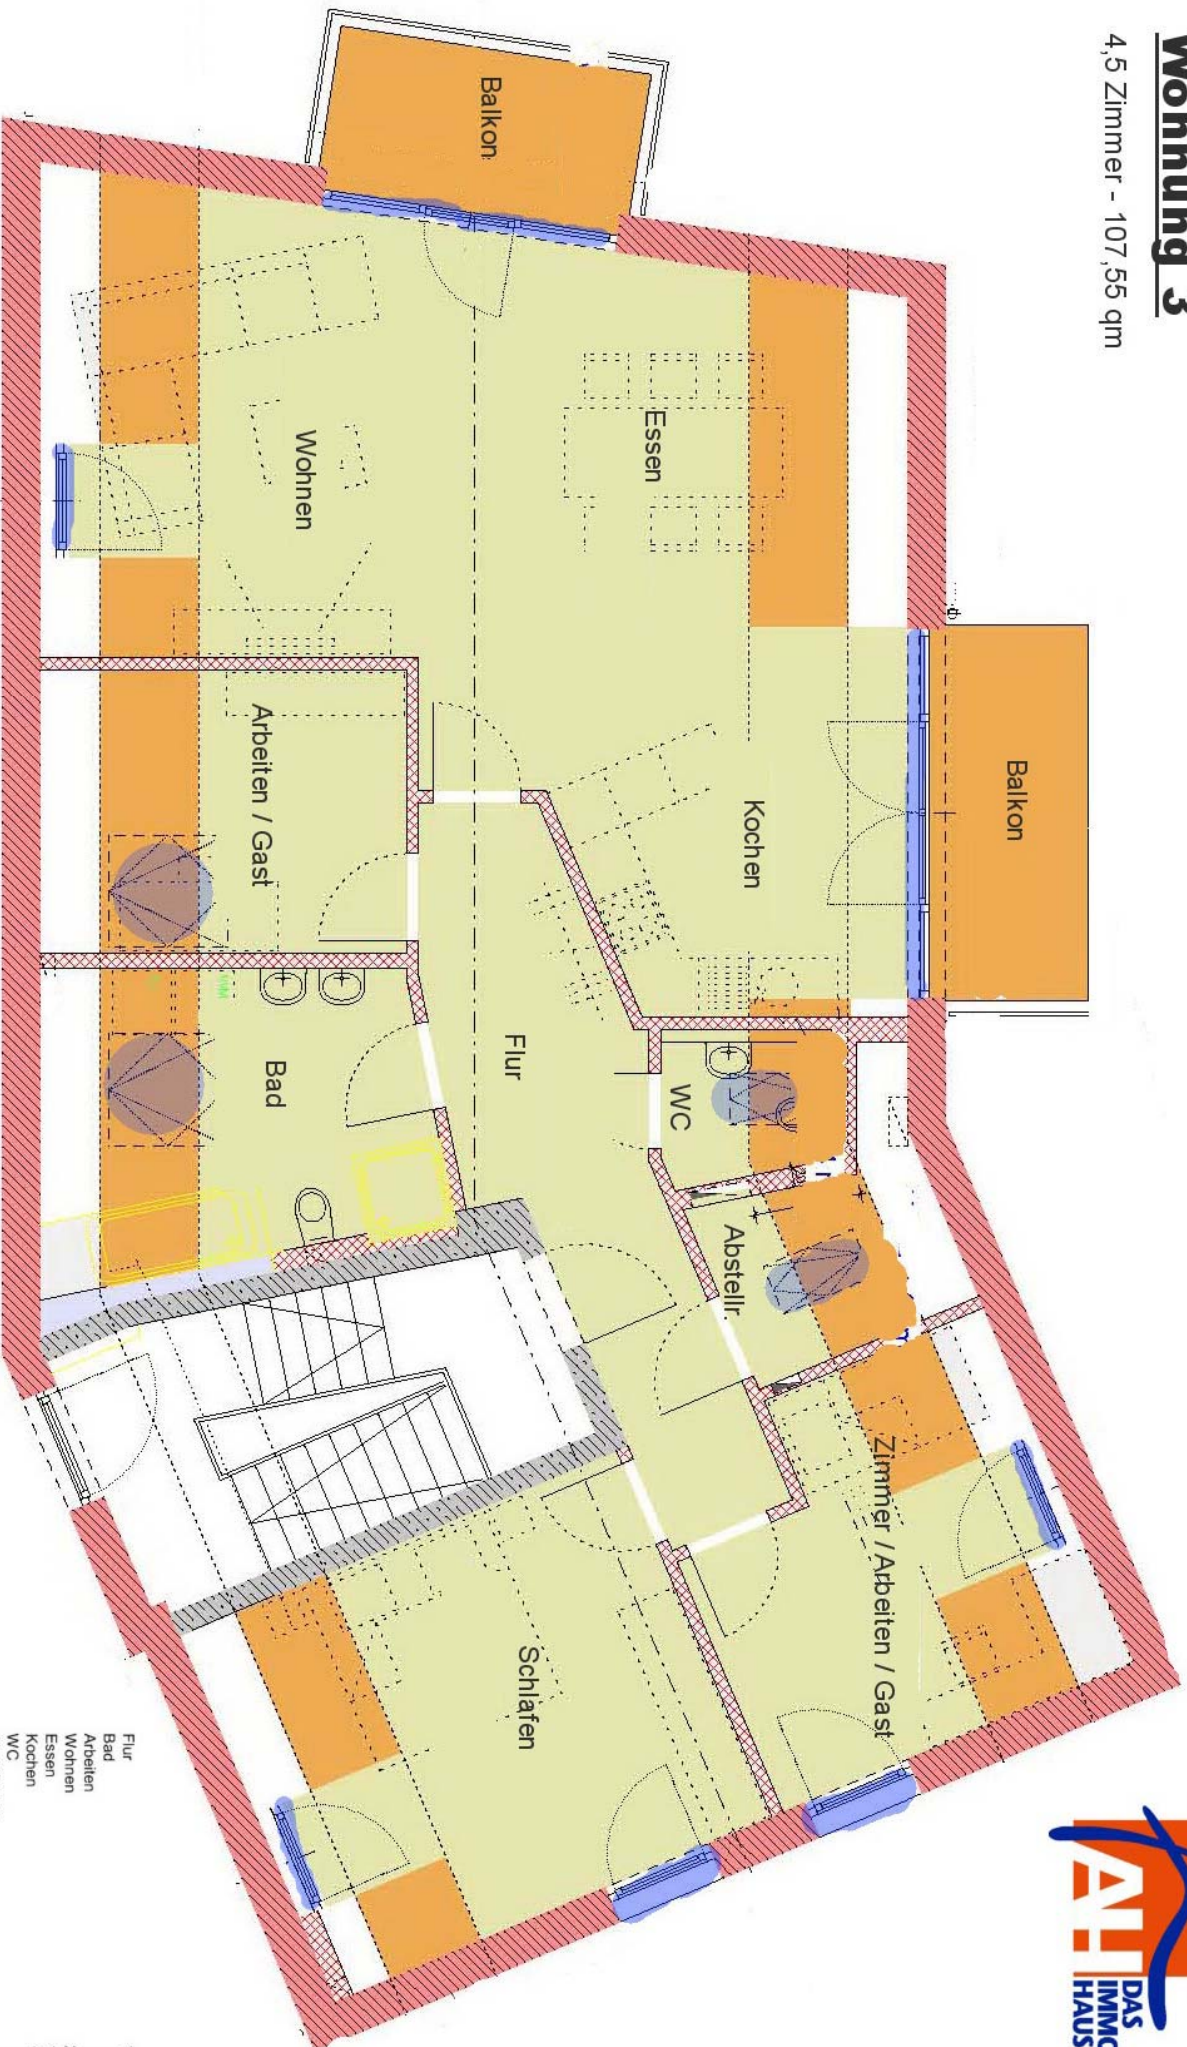 Wohnung 3
4,5 Zimmer - 107,55 qm
Balkon
Balkon
Essen
Kochen
Wohnen
Arbeiten / Gast
Flur
WC
Bad
Abstellr
Zimmer / Arbeiten / Gast
Schlafen
AH
DAS
HAUS
Flur
Bad
Arbeiten
Wohnen
Essen
Kochen
WC